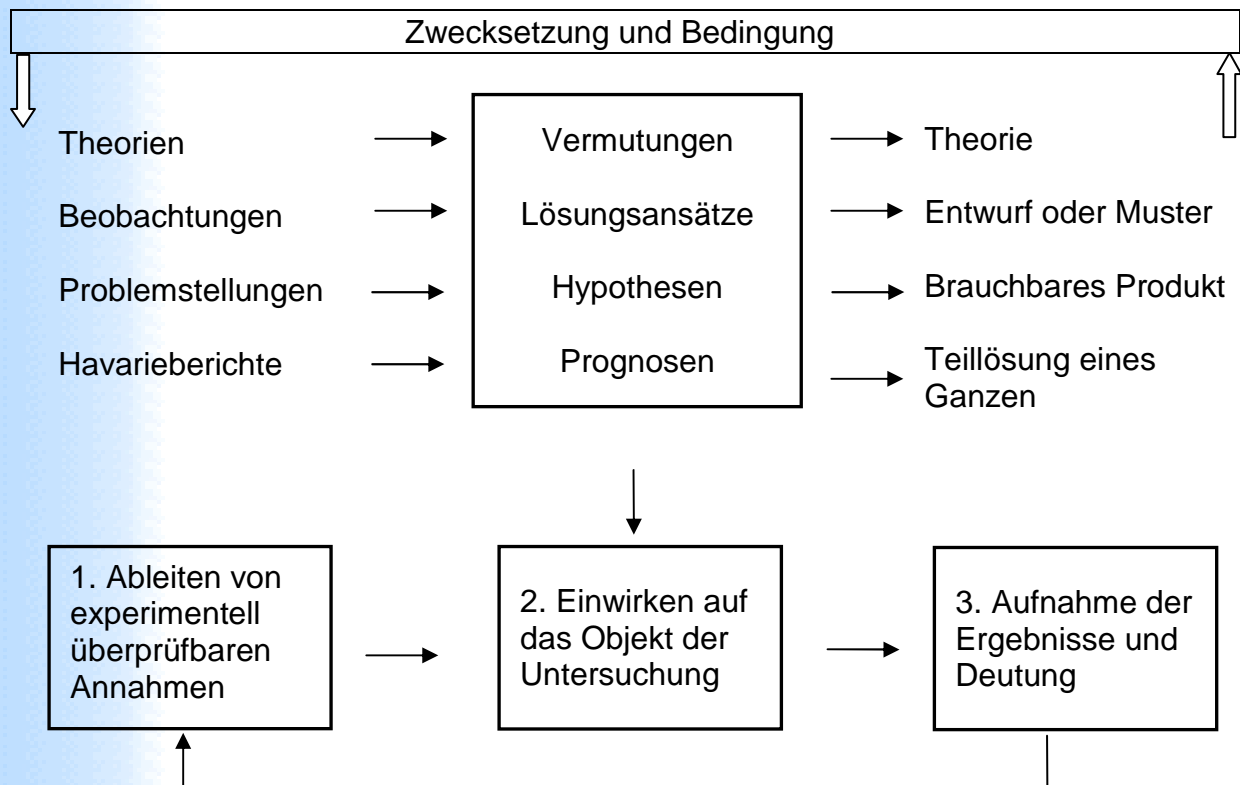 Zwecksetzung und Bedingung
Theorien
Vermutungen
Theorie
Beobachtungen
Lösungsansätze
Entwurf oder Muster
Problemstellungen
Hypothesen
Brauchbares Produkt
Havarieberichte
Prognosen
Teillösung eines
Ganzen
1. Ableiten von
experimentell
überprüfbaren
Annahmen
2. Einwirken auf
das Objekt der
Untersuchung
3. Aufnahme der
Ergebnisse und
Deutung